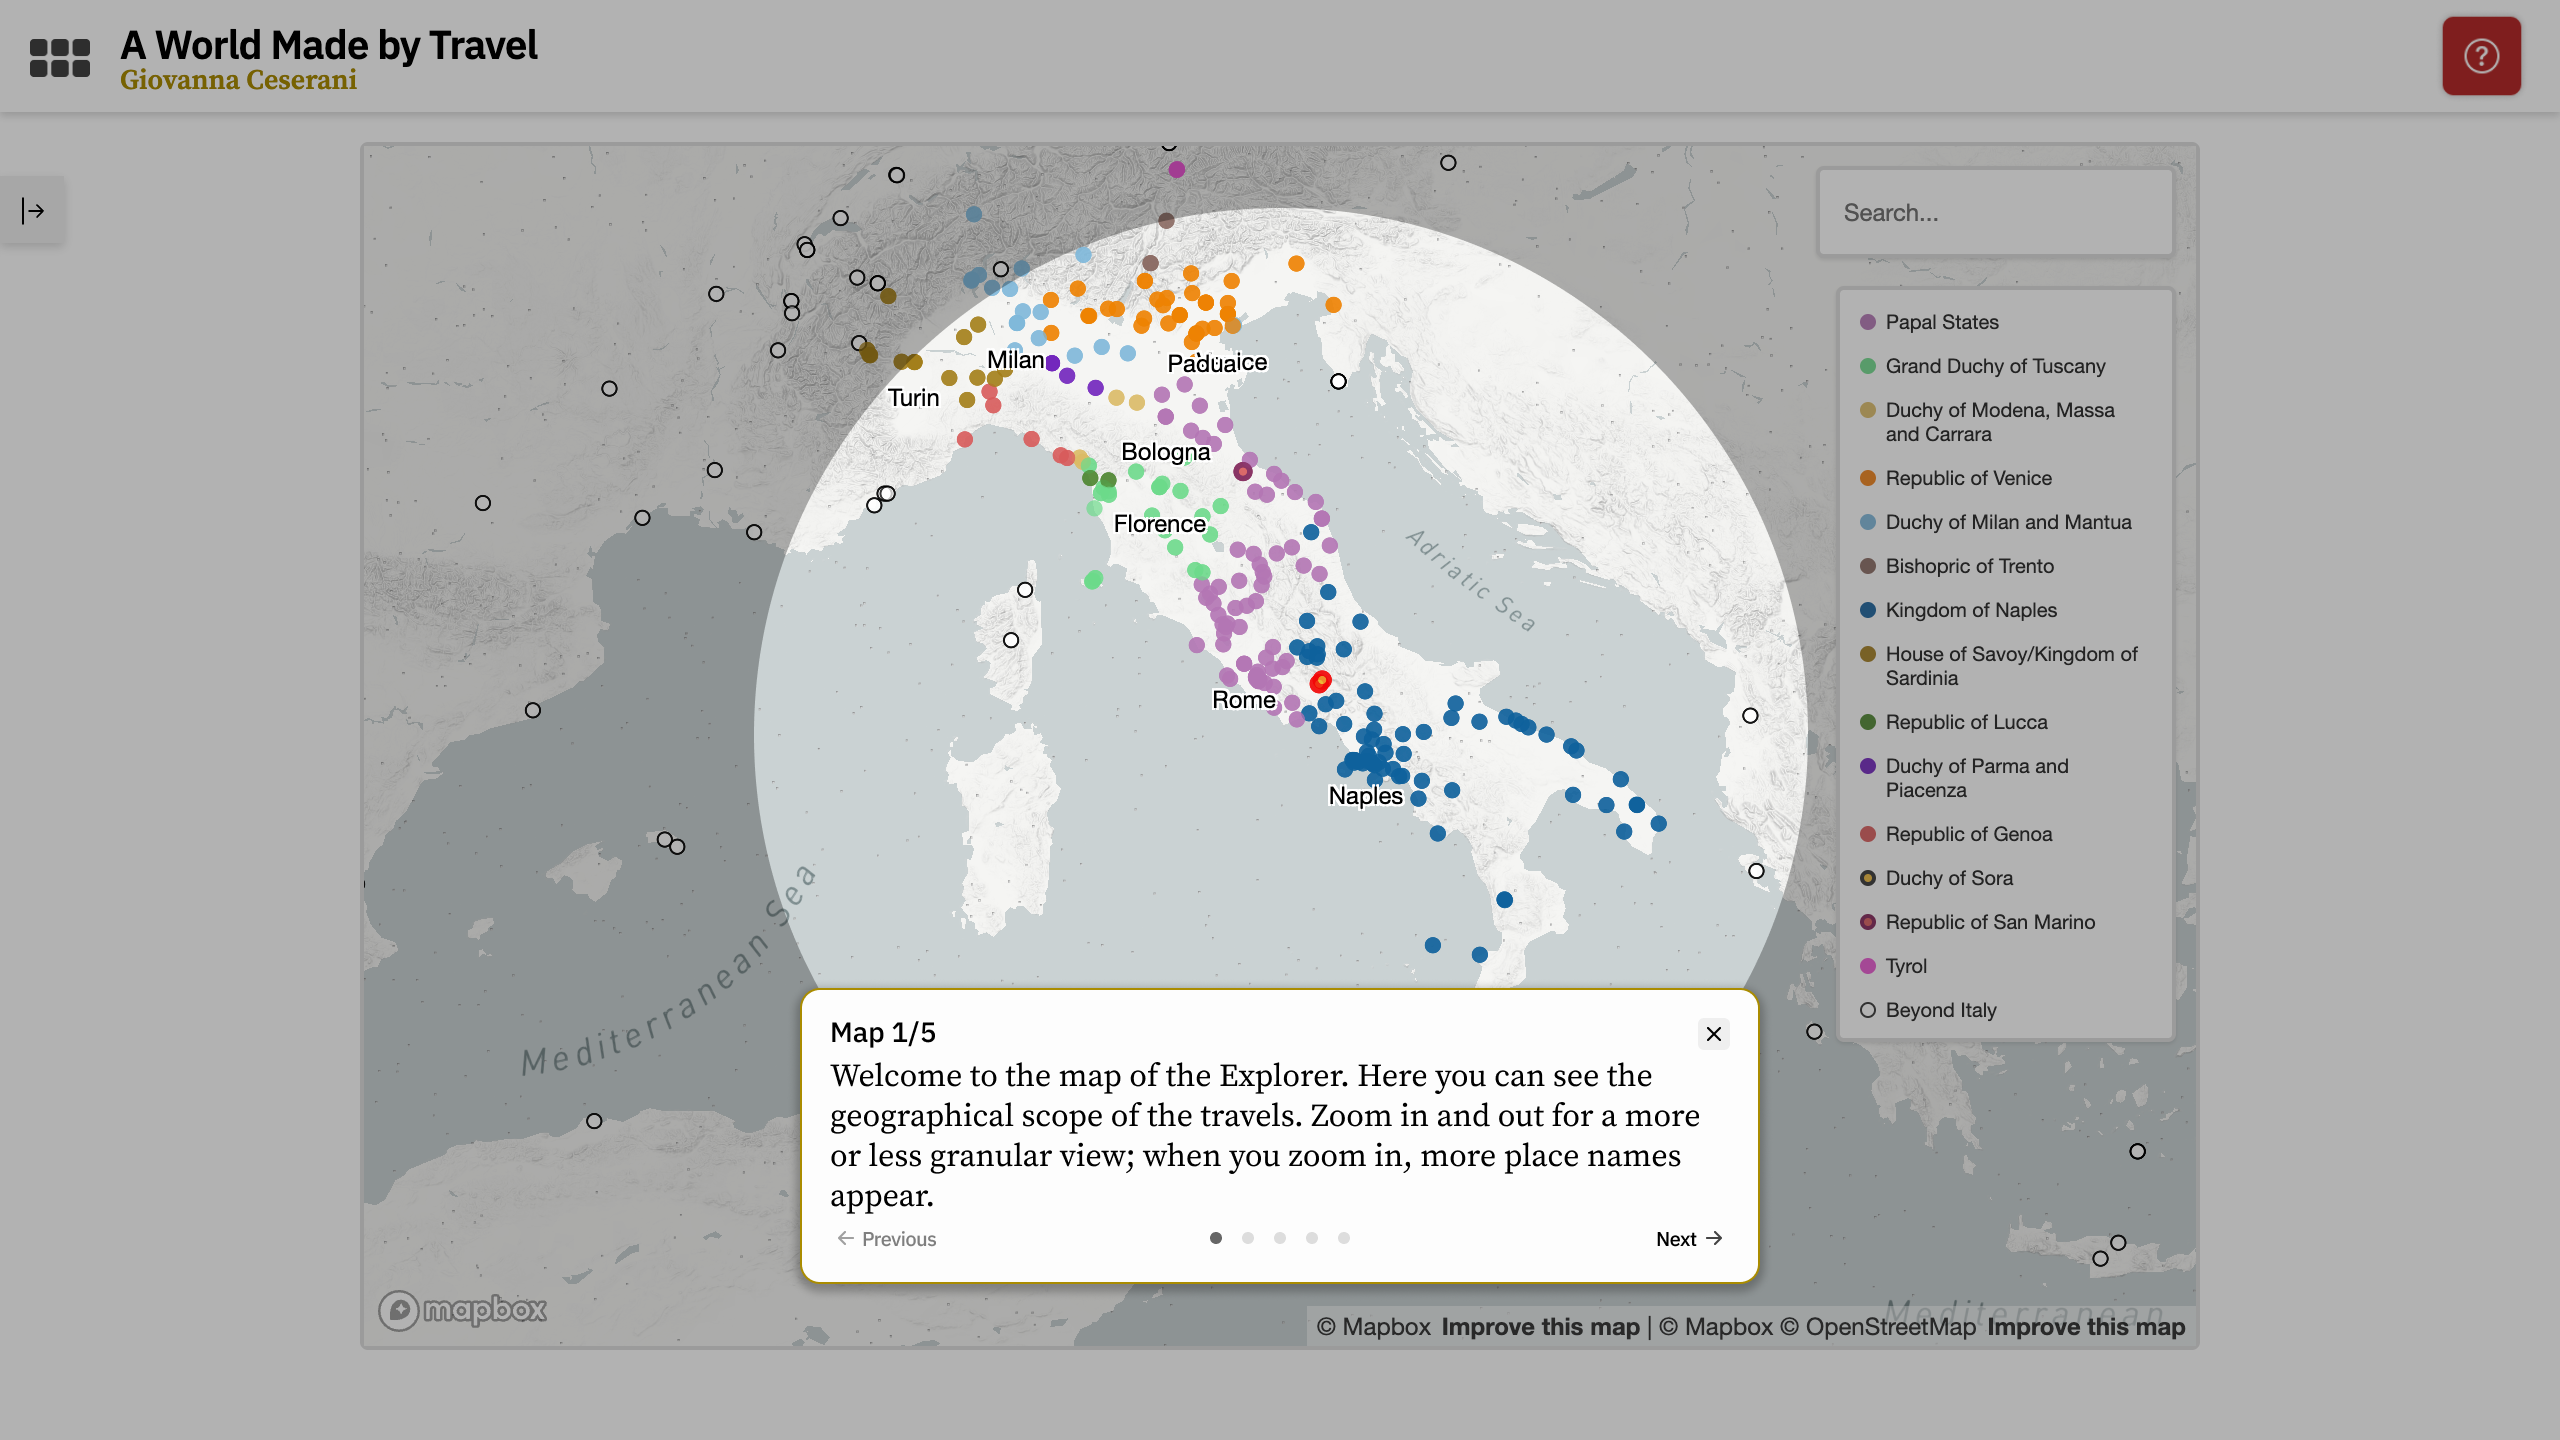 A World Made by Travel
Giovanna Ceserani
Search...
Papal States
Grand Duchy of Tuscany
Duchy of Modena, Massa
and Carrara
Republic of Venice
Duchy of Milan and Mantua
Bishopric of Trento
Kingdom of Naples
House of Savoy/Kingdom of
Sardinia
Republic of Lucca
Duchy of Parma and
Piacenza
Republic of Genoa
Duchy of Sora
Republic of San Marino
Tyrol
Beyond Italy
Milan
Padua
Turin
Bologna
Florence
Adriatic Sea
Rome
Naples
Mediterranean Sea
Map 1/5
Welcome to the map of the Explorer. Here you can see the
geographical scope of the travels. Zoom in and out for a more
or less granular view; when you zoom in, more place names
appear.
Previous
Next
mapbox
Mediterranean
© Mapbox Improve this map | © Mapbox © OpenStreetMap Improve this map